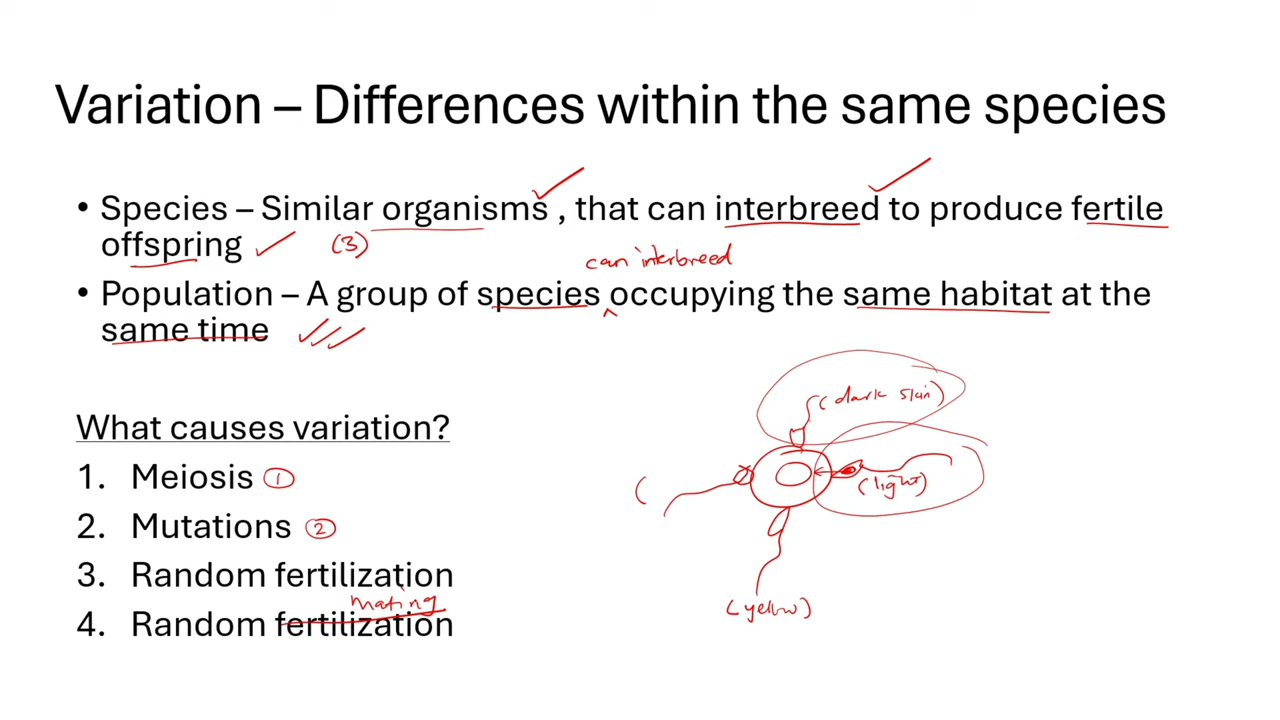 Variation – Differences within the same species
• Species – Similar organisms , that can interbreed to produce fertile
offspring (3)
can interbreed
• Population – A group of species ‸ occupying the same habitat at the
same time
(dark skin)
What causes variation?
1. Meiosis ①
(light)
2. Mutations ②
3. Random fertilization
mating
4. Random fertilization
(yellow)